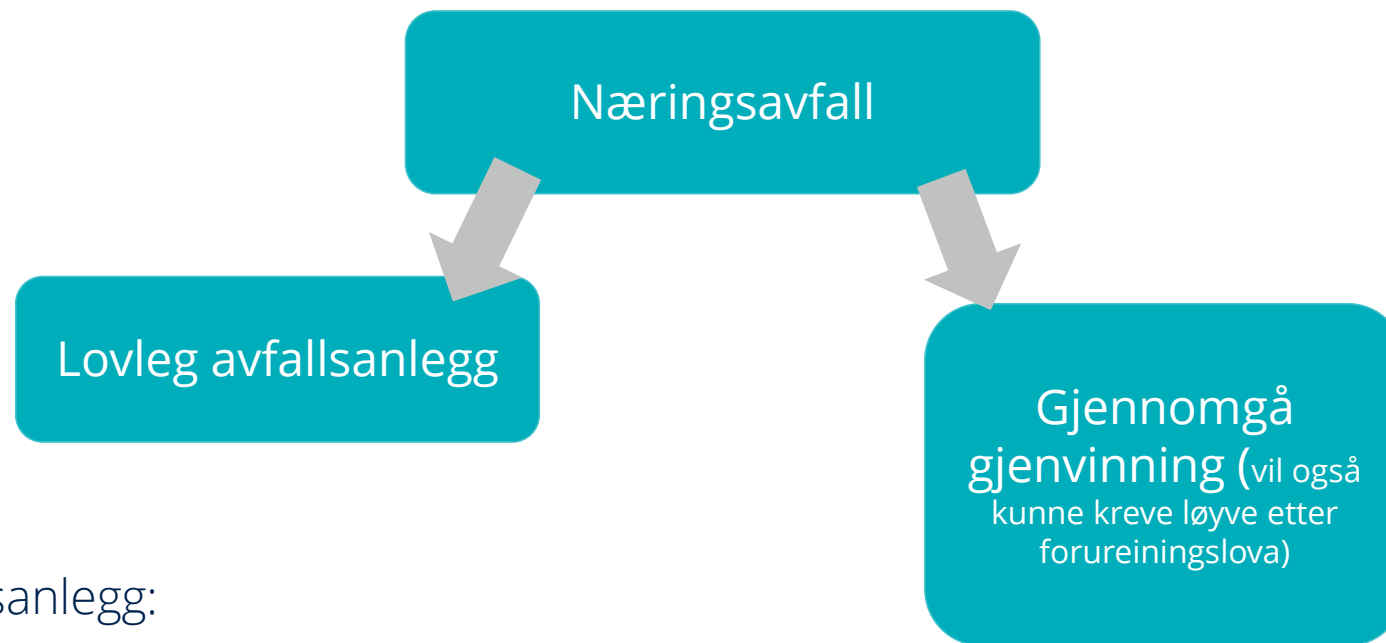 Næringsavfall
Lovleg avfallsanlegg
Gjennomgå
gjenvinning (vil også
kunne kreve løyve etter
forureiningslova)
sanlegg: